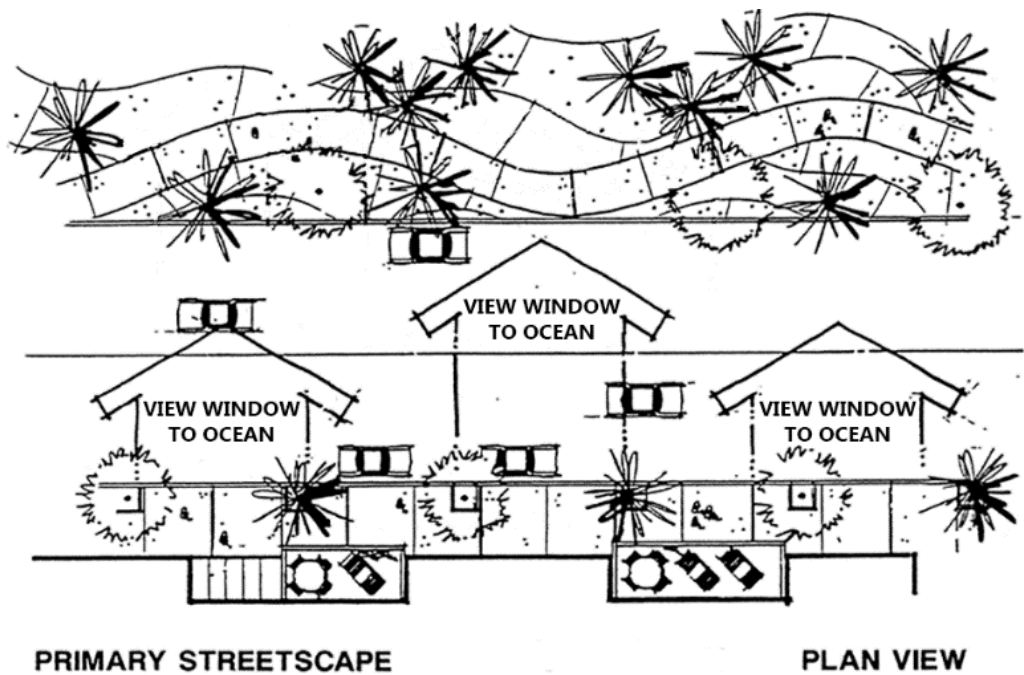 VIEW WINDOW
TO OCEAN
VIEW WINDOW
TO OCEAN
VIEW WINDOW
TO OCEAN
PRIMARY STREETSCAPE
PLAN VIEW